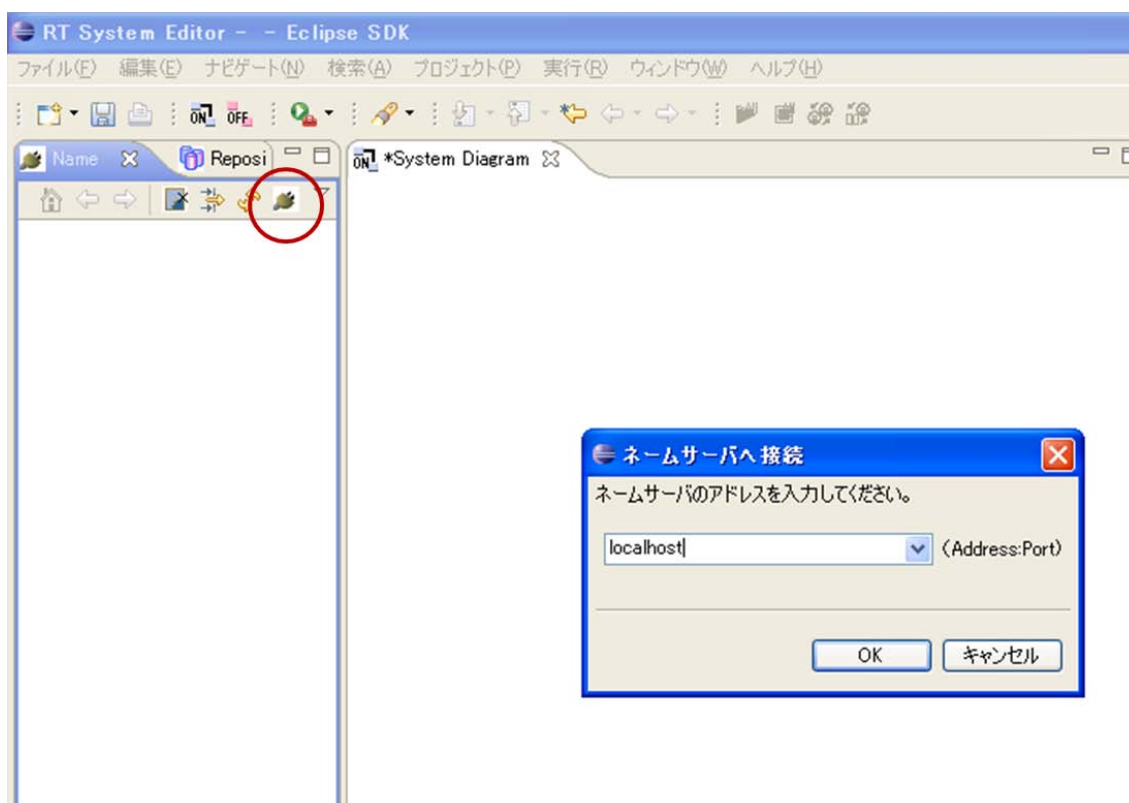 RT System Editor - - Eclipse SDK
ファイル(F) 編集(E) ナビゲート(N) 検索(A) プロジェクト(P) 実行(R) ウィンドウ(W) ヘルプ(H)
ON OFF
Name Reposi ON *System Diagram
ネームサーバへ接続
ネームサーバのアドレスを入力してください。
localhost (Address:Port)
OK キャンセル